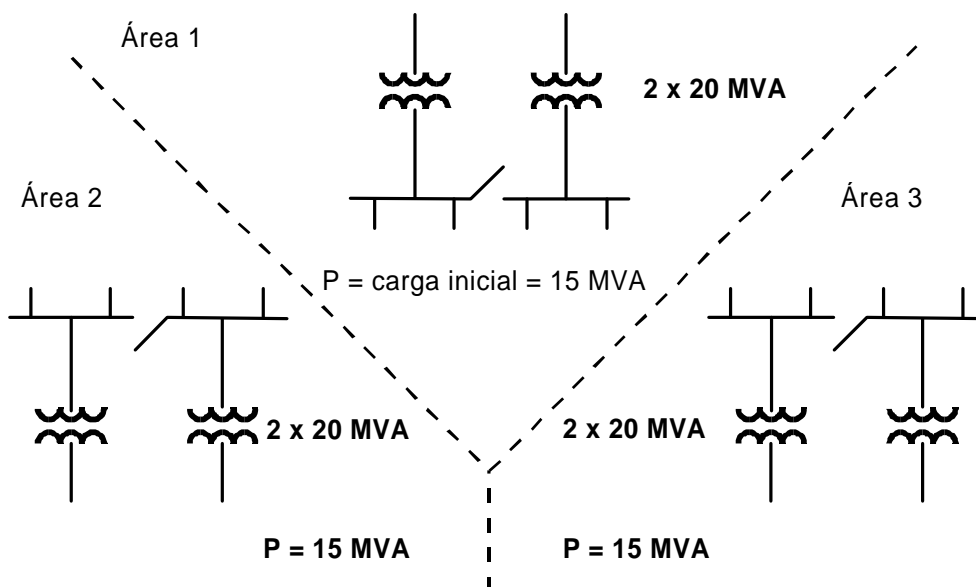 Área 1
2 x 20 MVA
Área 2
Área 3
P = carga inicial = 15 MVA
2 x 20 MVA
2 x 20 MVA
P = 15 MVA
P = 15 MVA